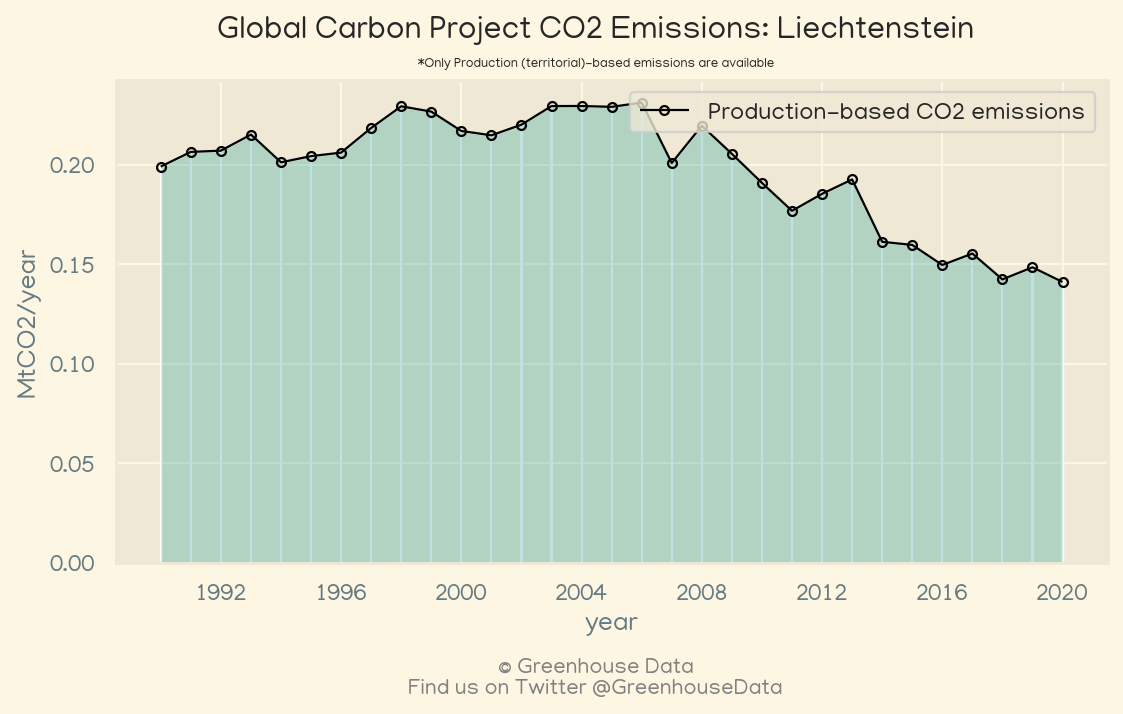 Global Carbon Project CO2 Emissions: Liechtenstein
*Only Production (territorial)-based emissions are available
Production-based CO2 emissions
MtCO2/year
0.20
0.15
0.10
0.05
0.00
1992 1996 2000 2004 2008 2012 2016 2020
year
© Greenhouse Data
Find us on Twitter @GreenhouseData